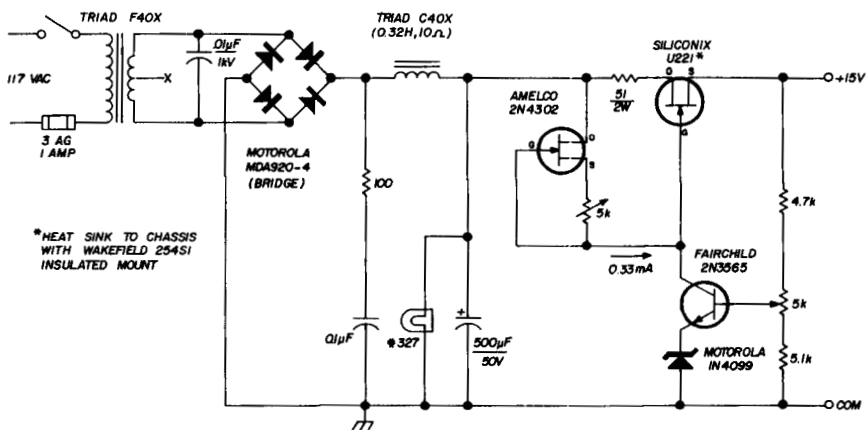 TRIAD F40X
117 VAC
3 AG
1 AMP
.01µF
1kV
X
MOTOROLA
MDA920-4
(BRIDGE)
*HEAT SINK TO CHASSIS
WITH WAKEFIELD 254S1
INSULATED MOUNT
TRIAD C40X
(0.32H, 10Ω)
100
0.1µF
*327
+
500µF
50V
AMELCO
2N4302
G
D
S
5k
0.33mA
51
2W
SILICONIX
U221*
D
S
G
+15V
4.7k
FAIRCHILD
2N3565
5k
MOTOROLA
1N4099
5.1k
COM